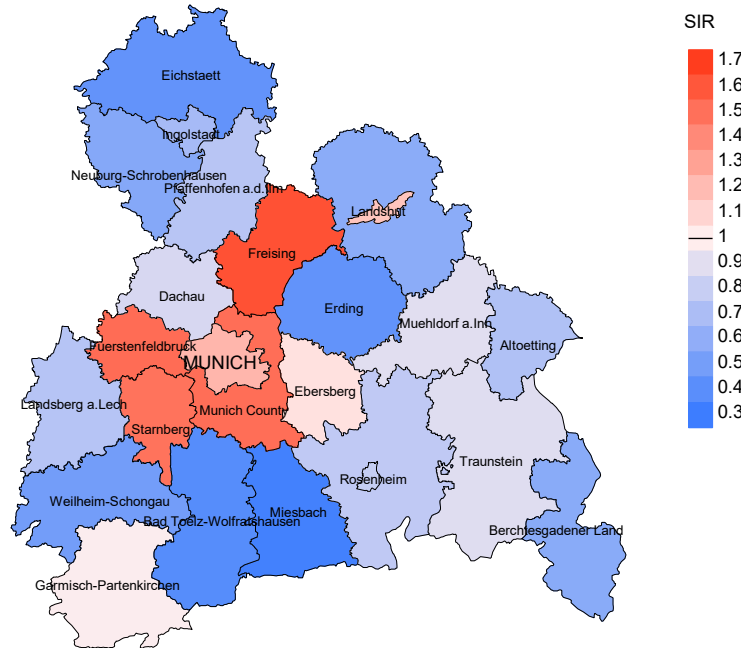 SIR
1.7
1.6
1.5
1.4
1.3
1.2
1.1
1
0.9
0.8
0.7
0.6
0.5
0.4
0.3
Eichstaett
Ingolstadt
Neuburg-Schrobenhausen
Pfaffenhofen a.d.Ilm
Landshut
Freising
Dachau
Erding
Muehldorf a.Inn
Altoetting
Fuerstenfeldbruck
MUNICH
Ebersberg
Landsberg a.Lech
Munich County
Starnberg
Traunstein
Rosenheim
Weilheim-Schongau
Miesbach
Bad Toelz-Wolfratshausen
Berchtesgadener Land
Garmisch-Partenkirchen